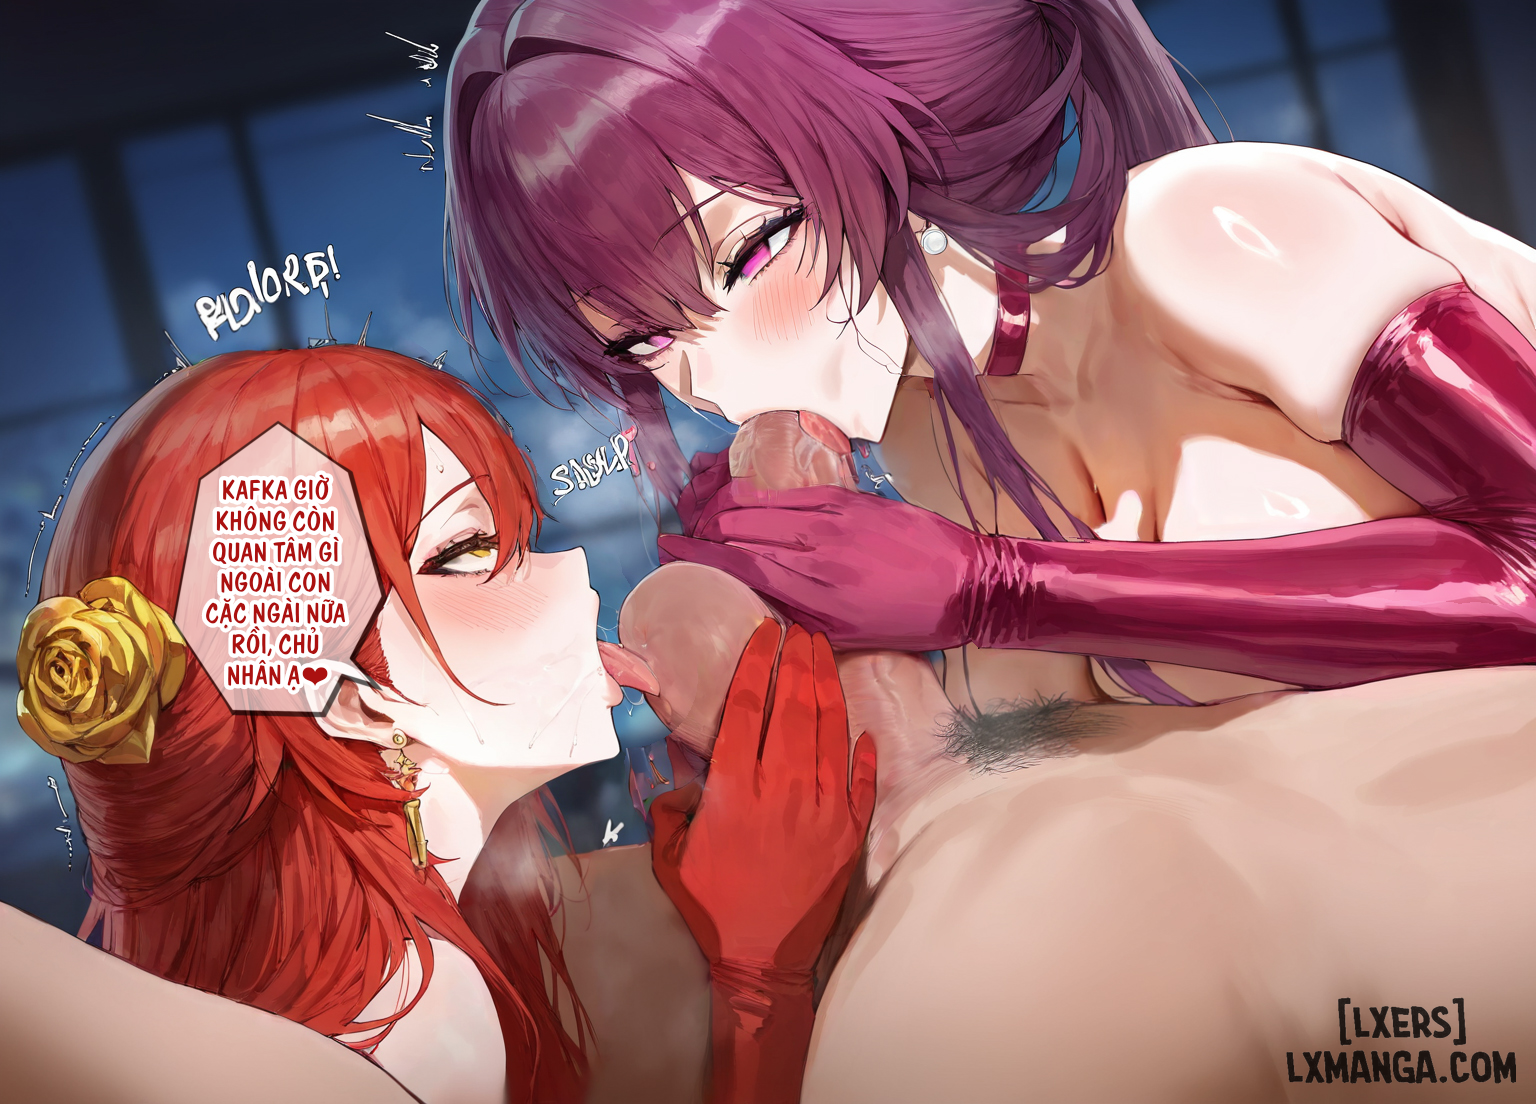 KAFKA GIỜ
KHÔNG CÒN
QUAN TÂM GÌ
NGOÀI CON
CẶC NGÀI NỮA
RỒI, CHỦ
NHÂN Ạ❤
[LXERS]
LXMANGA.COM